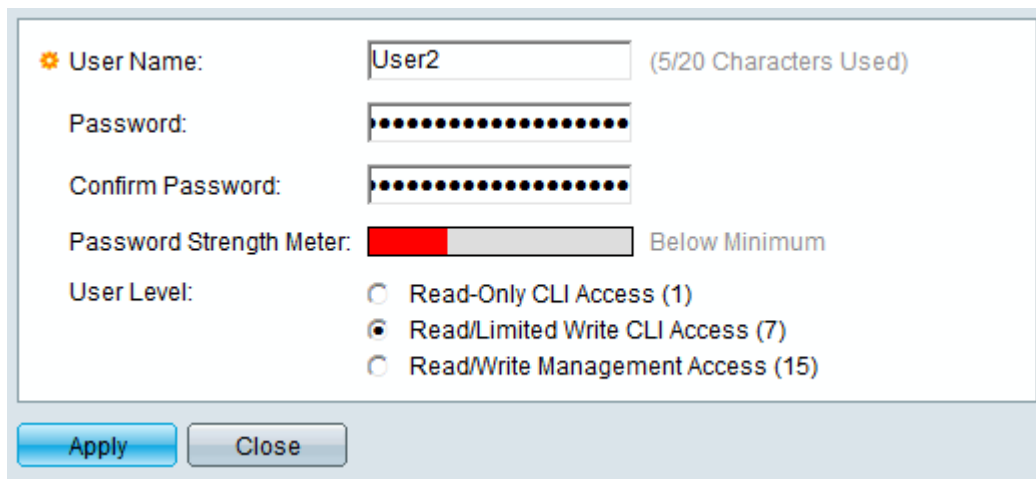 User Name: User2 (5/20 Characters Used)
Password: ●●●●●●●●●●●●●●●●●●●
Confirm Password: ●●●●●●●●●●●●●●●●●●●
Password Strength Meter: Below Minimum
User Level: Read-Only CLI Access (1)
Read/Limited Write CLI Access (7)
Read/Write Management Access (15)
Apply Close